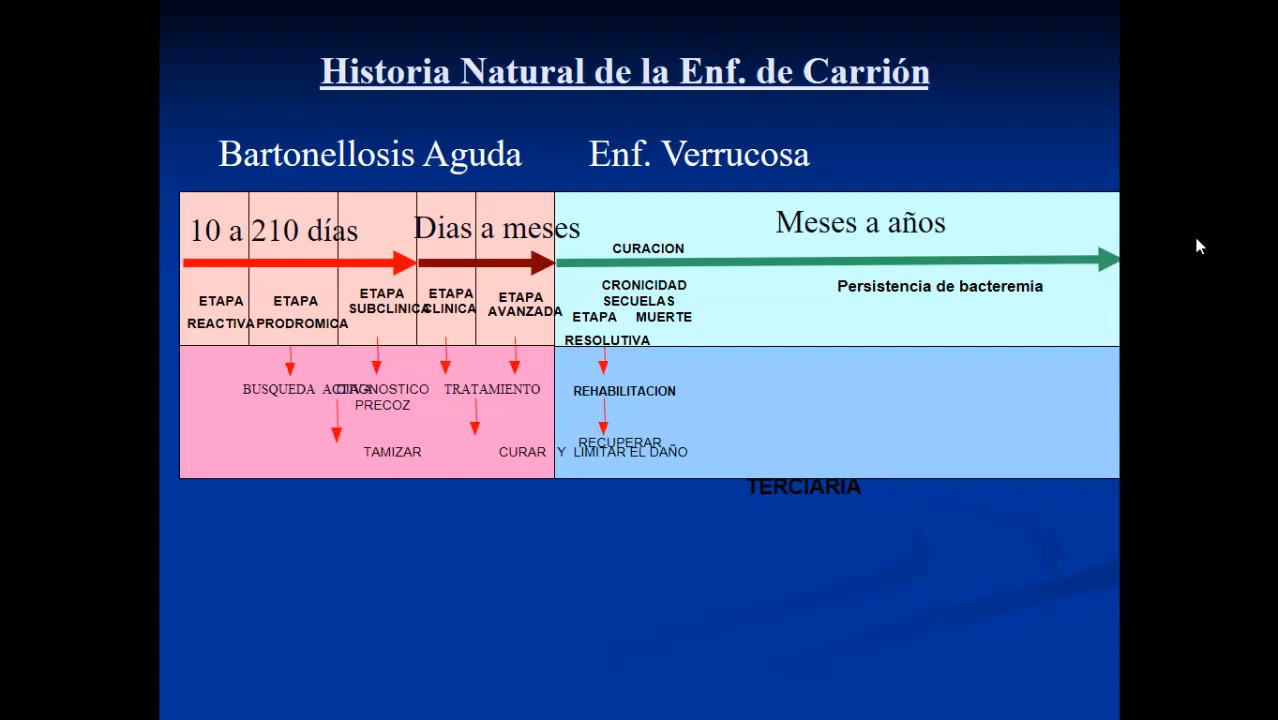 Historia Natural de la Enf. de Carrión
Bartonellosis Aguda
Enf. Verrucosa
10 a 210 días
Dias a meses
Meses a años
CURACION
CRONICIDAD
SECUELAS
ETAPA MUERTE
RESOLUTIVA
Persistencia de bacteremia
ETAPA
REACTIVA
ETAPA
PRODROMICA
ETAPA
SUBCLINICA
ETAPA
CLINICA
ETAPA
AVANZADA
BUSQUEDA ACTIVA
DIAGNOSTICO
PRECOZ
TRATAMIENTO
REHABILITACION
TAMIZAR
CURAR Y LIMITAR EL DAÑO
RECUPERAR
TERCIARIA